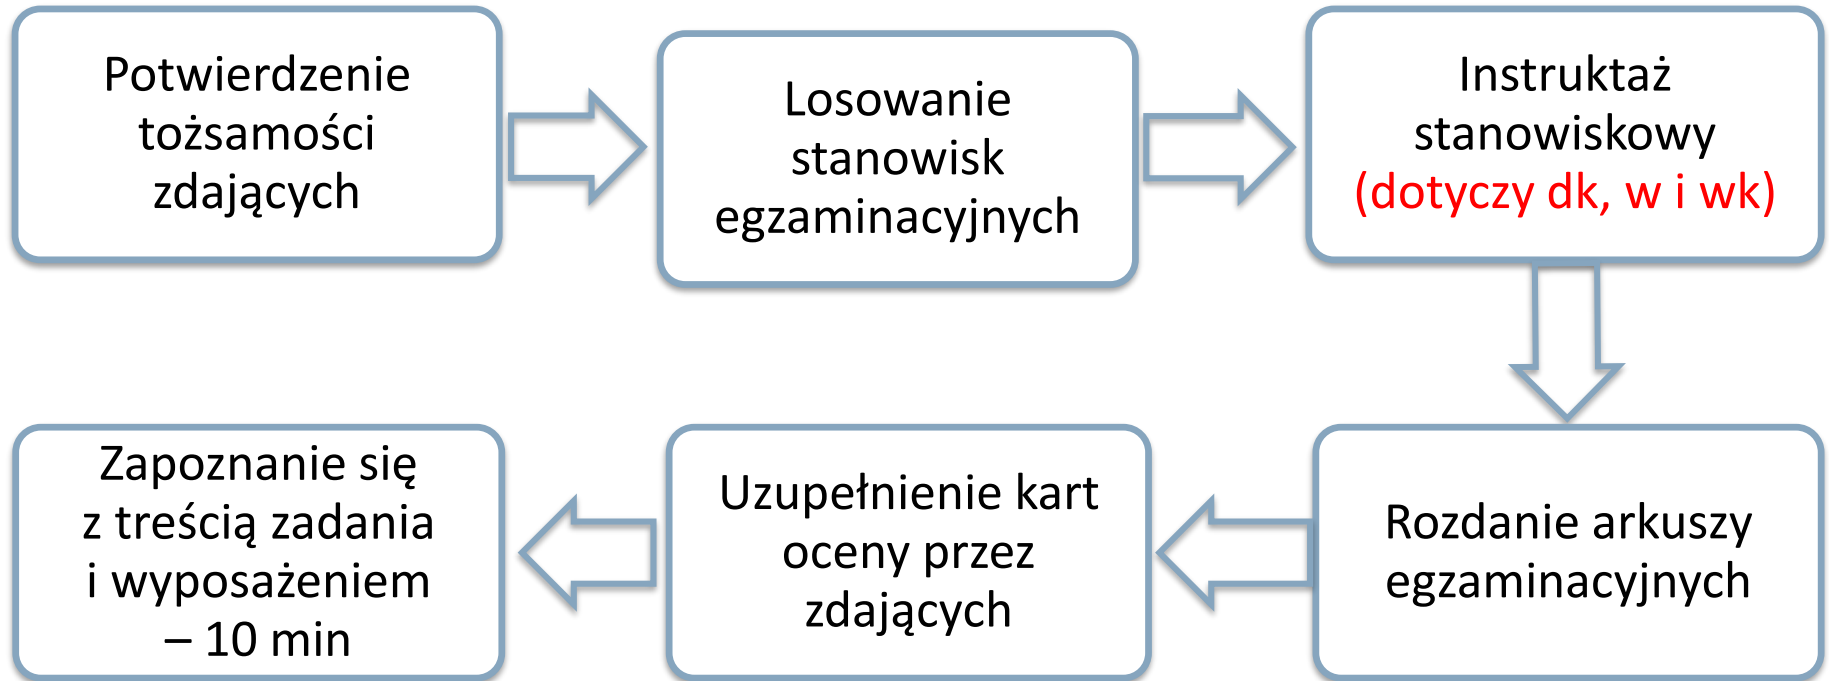 Potwierdzenie
tożsamości
zdających
Losowanie
stanowisk
egzaminacyjnych
Instruktaż
stanowiskowy
(dotyczy dk, w i wk)
Rozdanie arkuszy
egzaminacyjnych
Uzupełnienie kart
oceny przez
zdających
Zapoznanie się
z treścią zadania
i wyposażeniem
– 10 min